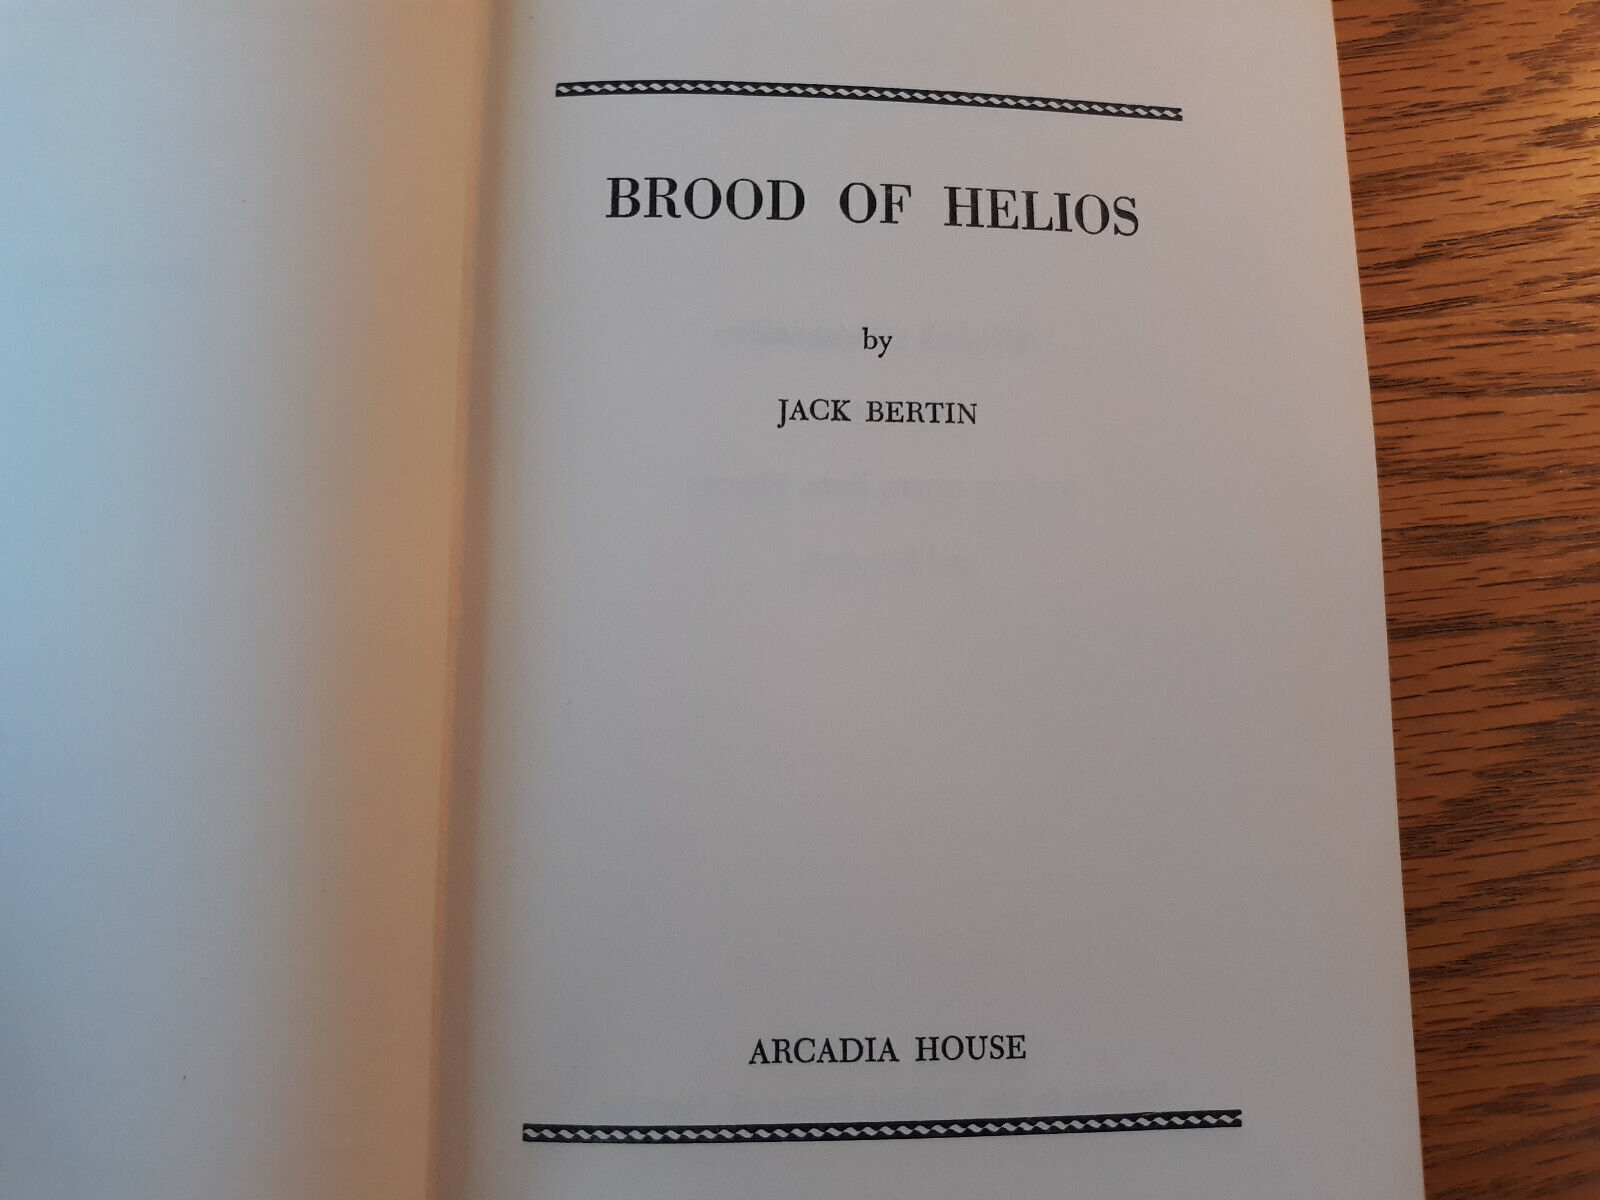 BROOD OF HELIOS
by
JACK BERTIN
ARCADIA HOUSE